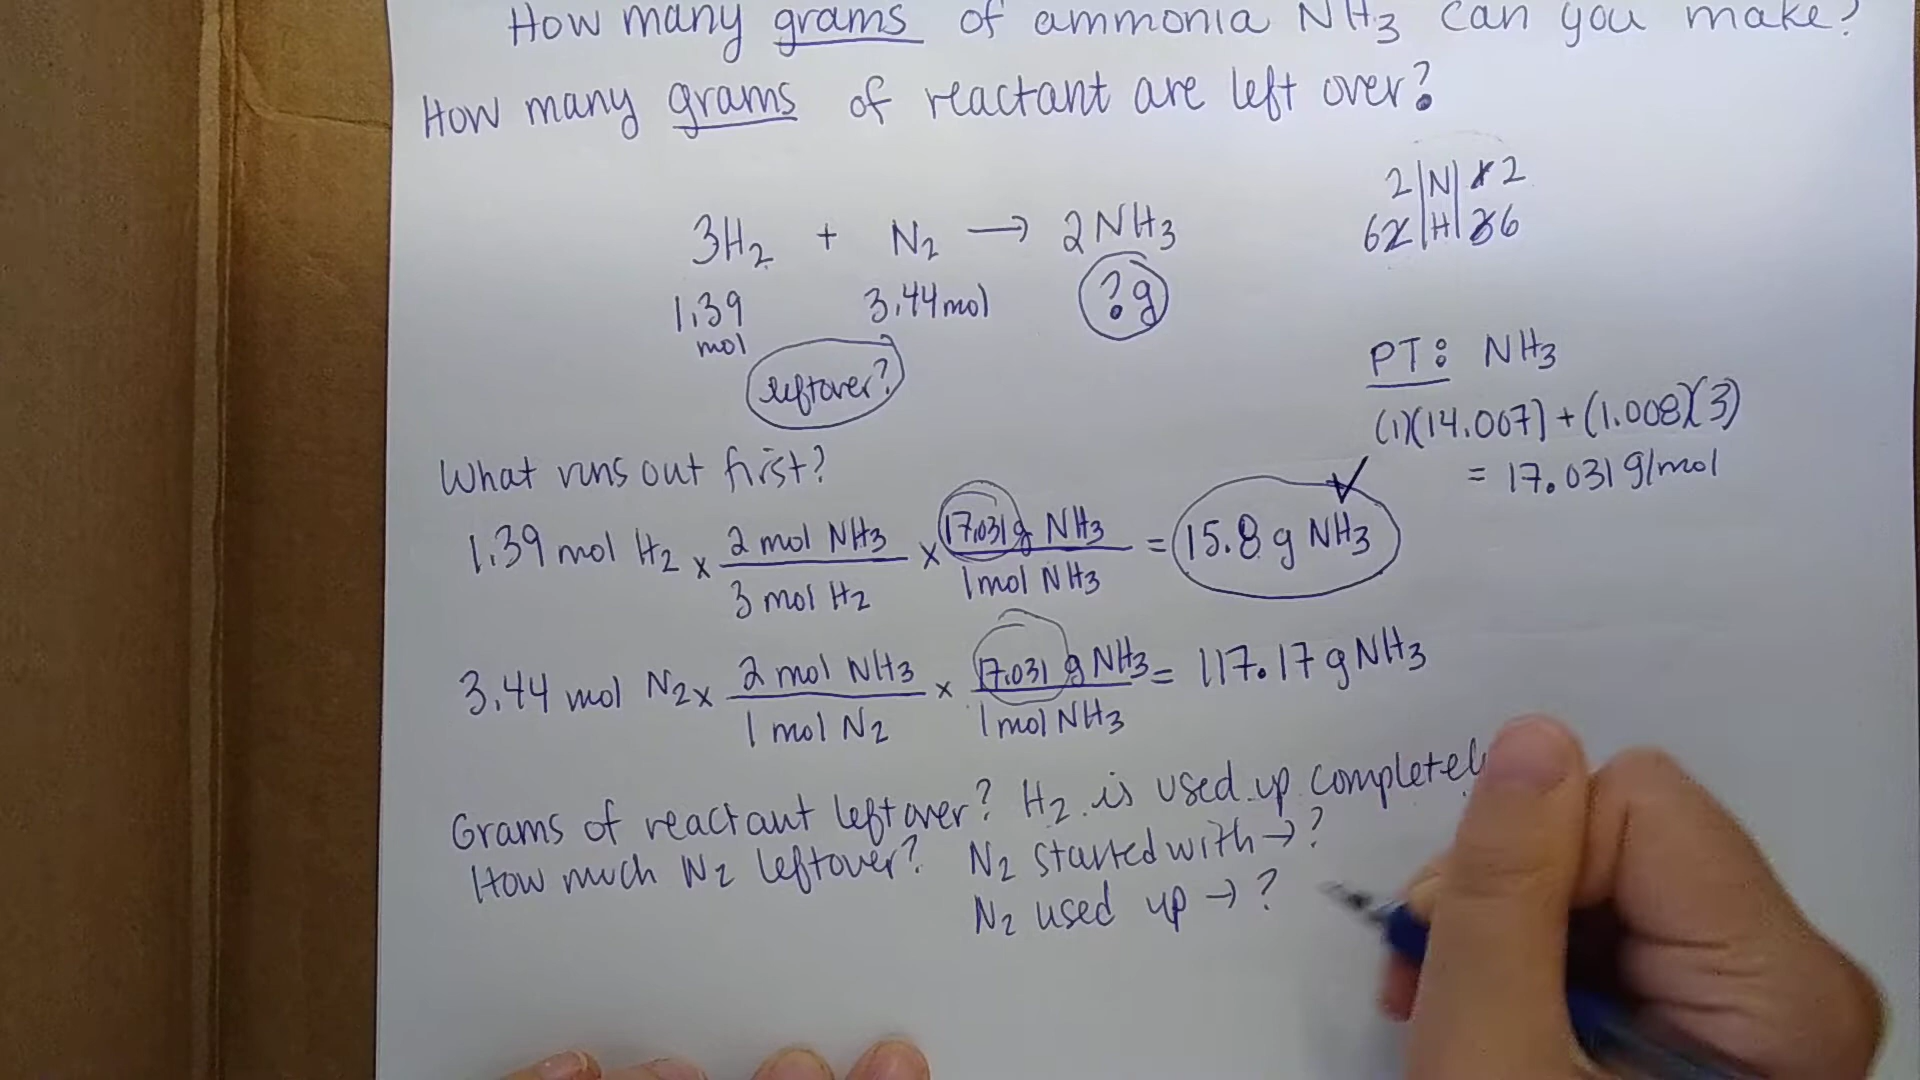 How many grams of ammonia NH3 can you make?
How many grams of reactant are left over?
2|N|1 2
62|H|36
3H2 + N2 → 2NH3
1.39 mol
3.44 mol
?g
leftover?
PT: NH3
(1)(14.007) + (1.008)(3)
= 17.031 g/mol
What runs out first?
1.39 mol H2 x 2 mol NH3 / 3 mol H2 x 17.031g NH3 / 1 mol NH3 = 15.8 g NH3 ✓
3.44 mol N2 x 2 mol NH3 / 1 mol N2 x 17.031 g NH3 / 1 mol NH3 = 117.17 g NH3
Grams of reactant left over? H2 is used up completel
How much N2 leftover? N2 started with → ?
N2 used up → ?